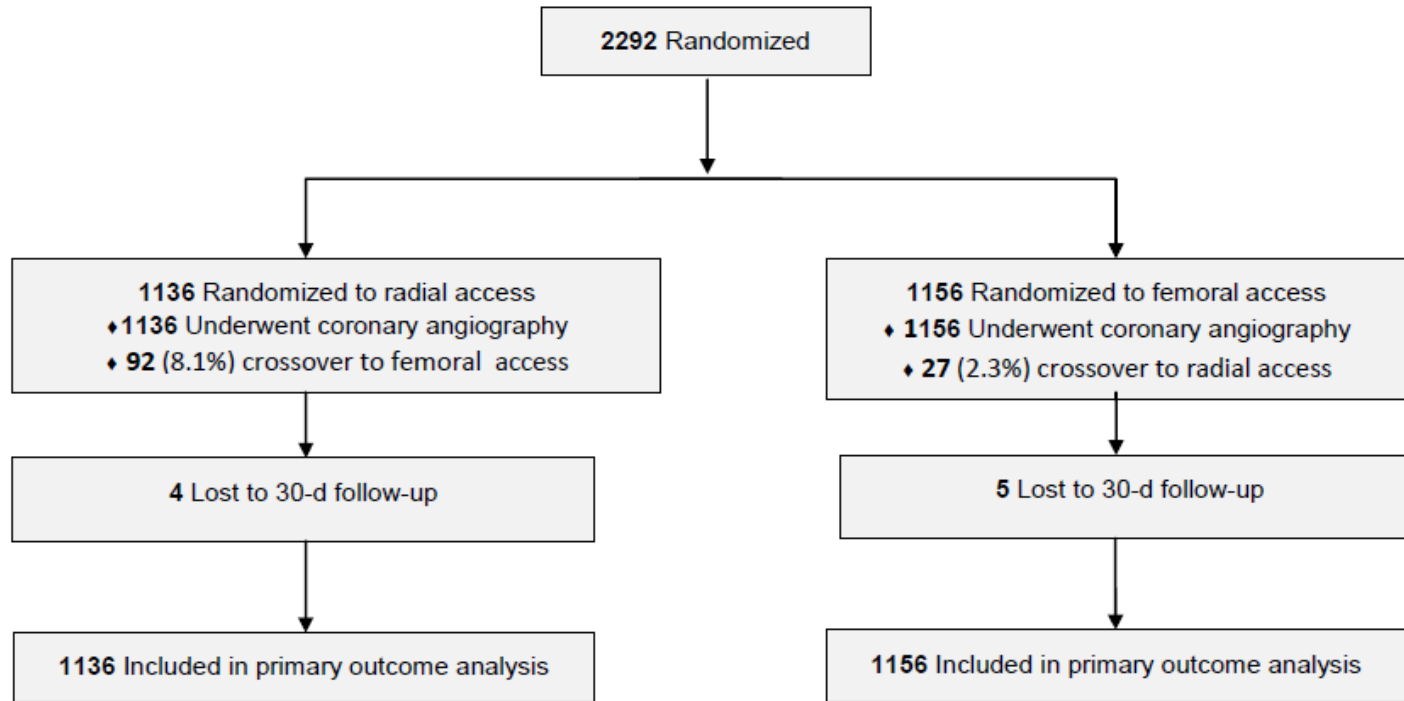 2292 Randomized
1136 Randomized to radial access
♦1136 Underwent coronary angiography
♦ 92 (8.1%) crossover to femoral  access
1156 Randomized to femoral access
♦ 1156 Underwent coronary angiography
♦ 27 (2.3%) crossover to radial access
4 Lost to 30-d follow-up
5 Lost to 30-d follow-up
1136 Included in primary outcome analysis
1156 Included in primary outcome analysis